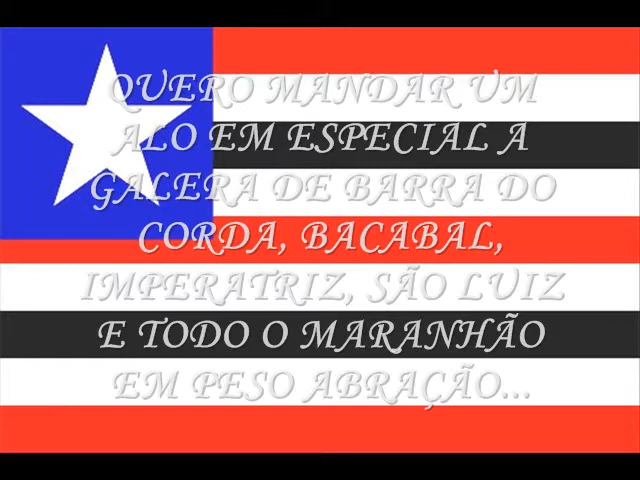 QUERO MANDAR UM
ALO EM ESPECIAL A
GALERA DE BARRA DO
CORDA, BACABAL,
IMPERATRIZ, SÃO LUIZ
E TODO O MARANHÃO
EM PESO ABRAÇÃO...